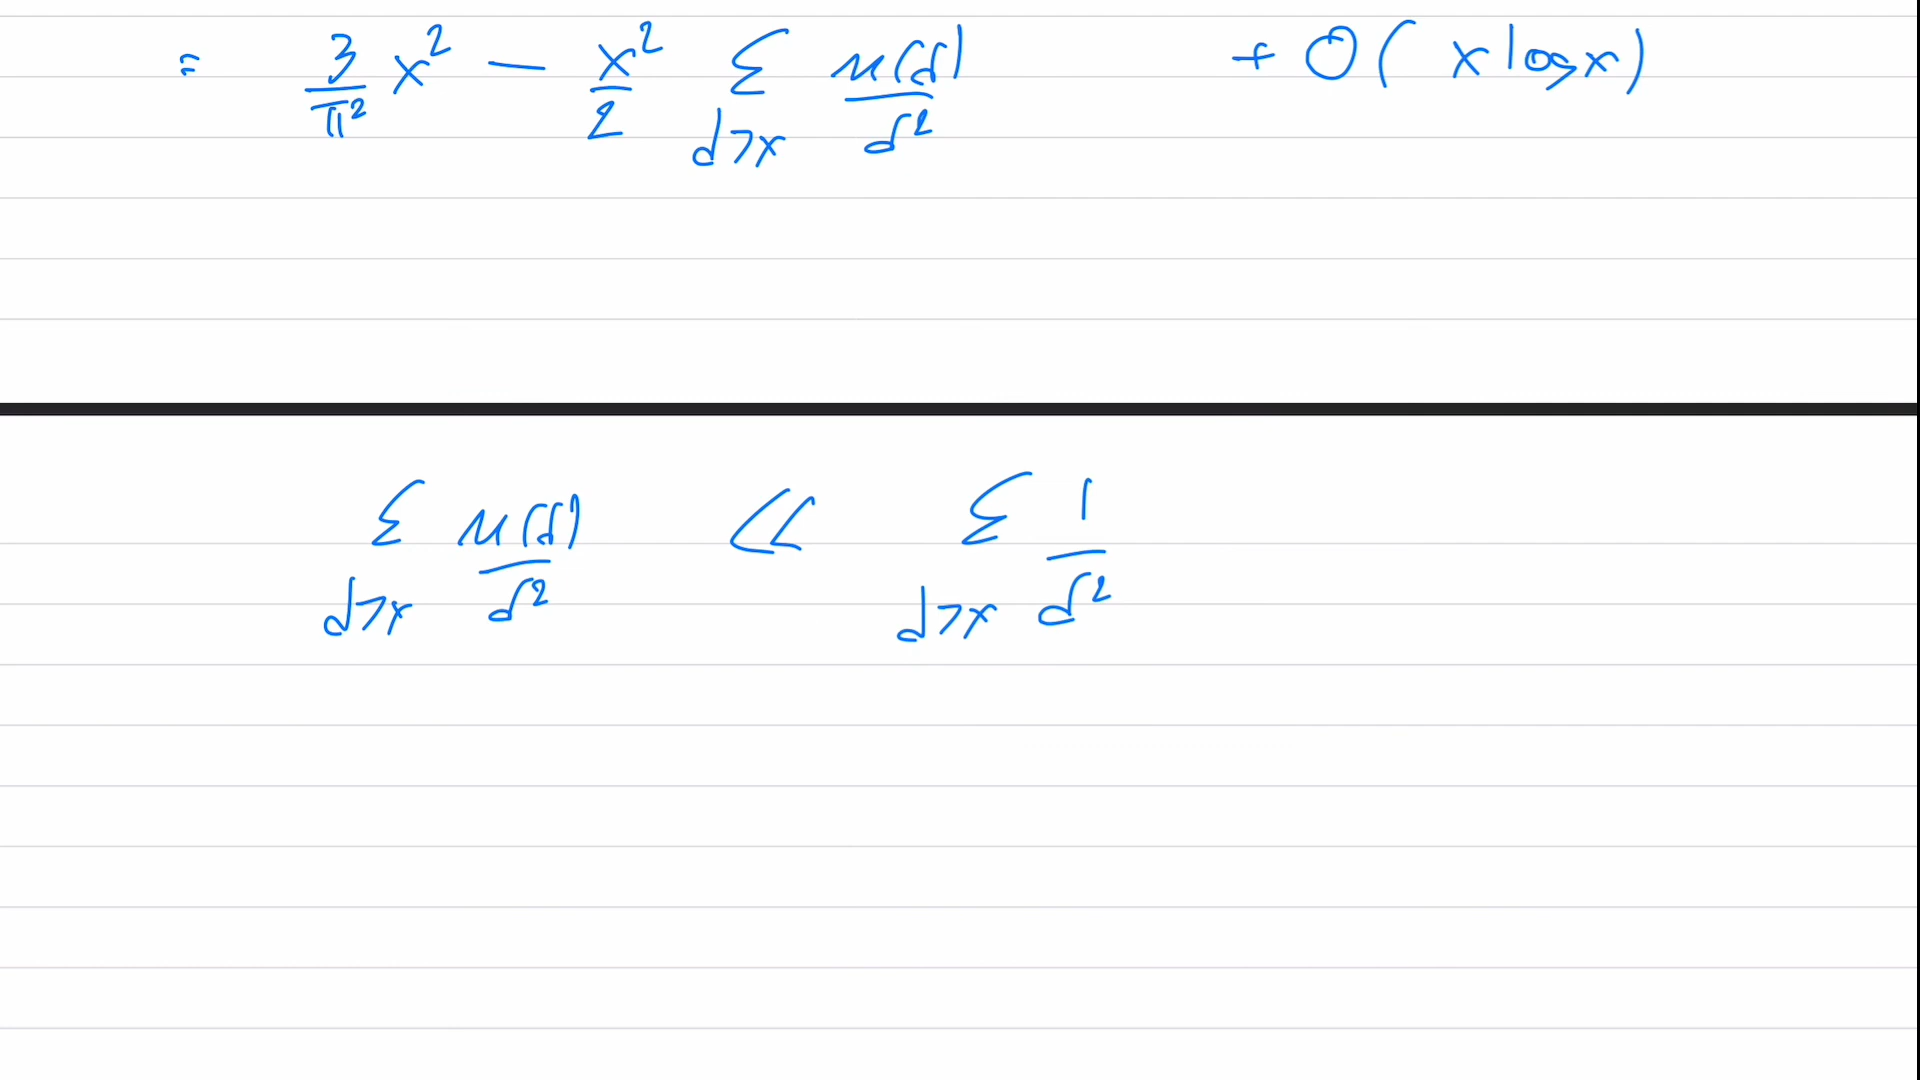 = 3/π² x² − x²/2 Σ_{d>x} μ(d)/d² + O( x log x)
Σ_{d>x} μ(d)/d² << Σ_{d>x} 1/d²